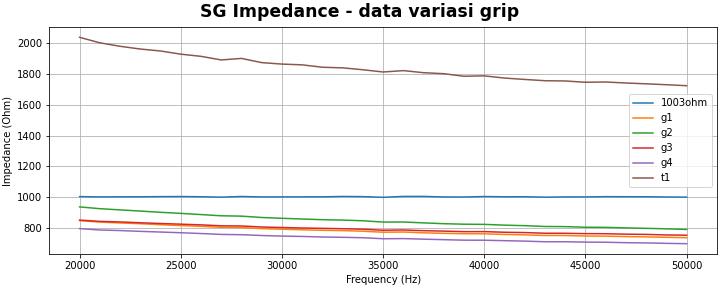 SG Impedance - data variasi grip
Impedance (Ohm)
2000
1800
1600
1400
1200
1000
800
1003ohm
g1
g2
g3
g4
t1
20000 25000 30000 35000 40000 45000 50000
Frequency (Hz)